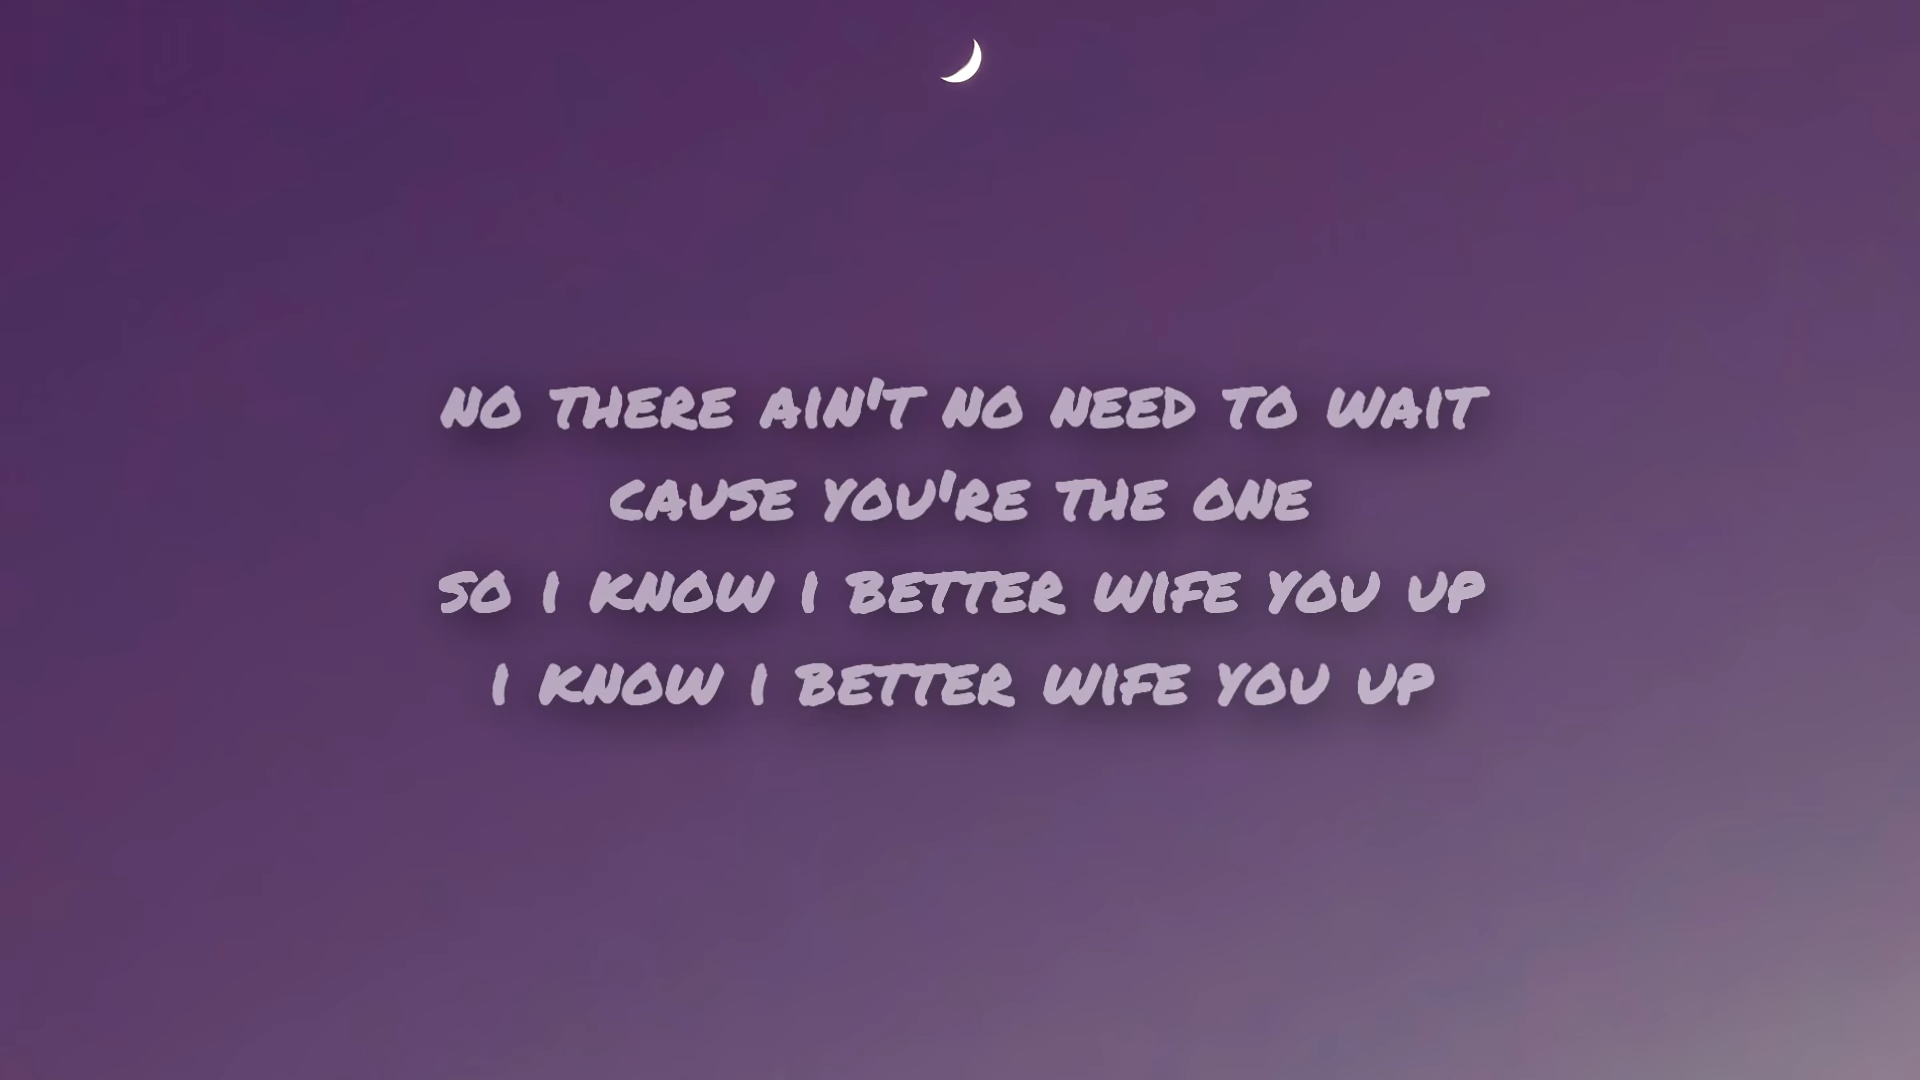 NO THERE AIN'T NO NEED TO WAIT
CAUSE YOU'RE THE ONE
SO I KNOW I BETTER WIFE YOU UP
I KNOW I BETTER WIFE YOU UP